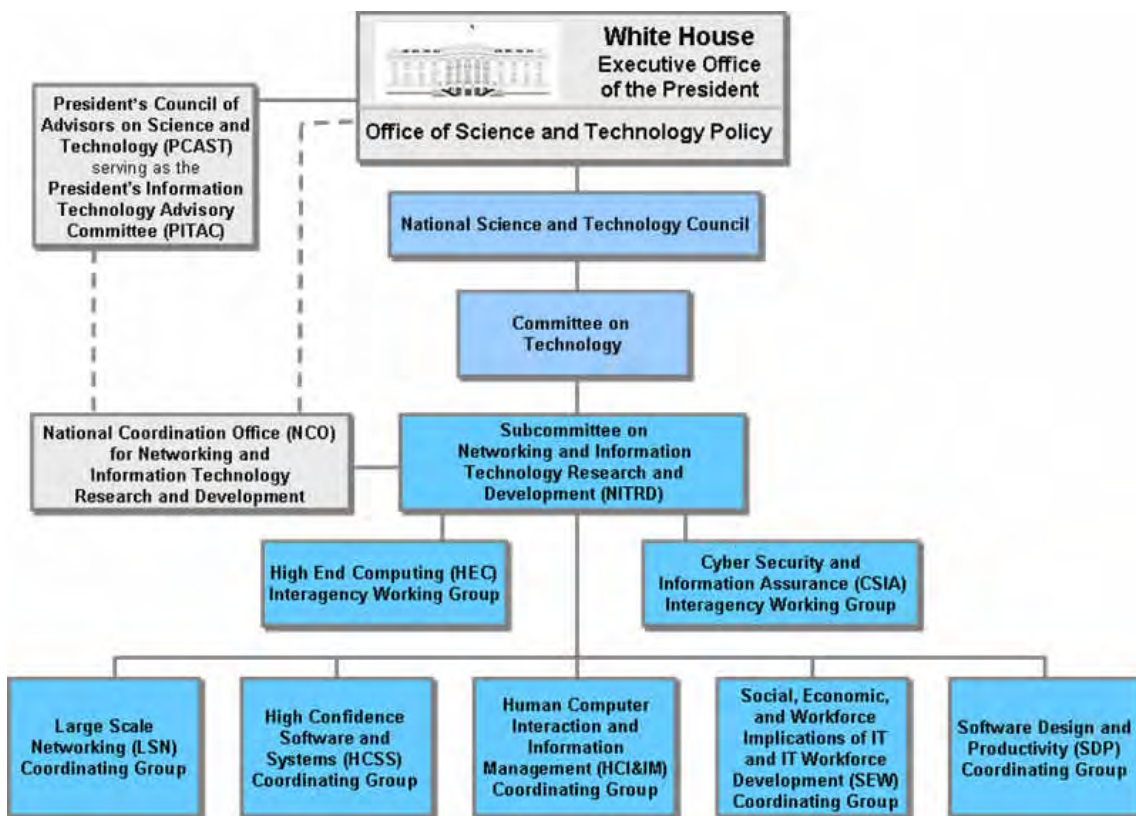 White House
Executive Office
of the President
Office of Science and Technology Policy
President's Council of
Advisors on Science and
Technology (PCAST)
serving as the
President's Information
Technology Advisory
Committee (PITAC)
National Science and Technology Council
Committee on
Technology
National Coordination Office (NCO)
for Networking and
Information Technology
Research and Development
Subcommittee on
Networking and Information
Technology Research and
Development (NITRD)
High End Computing (HEC)
Interagency Working Group
Cyber Security and
Information Assurance (CSIA)
Interagency Working Group
Large Scale
Networking (LSN)
Coordinating Group
High Confidence
Software and
Systems (HCSS)
Coordinating Group
Human Computer
Interaction and
Information
Management (HCI&IM)
Coordinating Group
Social, Economic,
and Workforce
Implications of IT
and IT Workforce
Development (SEW)
Coordinating Group
Software Design and
Productivity (SDP)
Coordinating Group